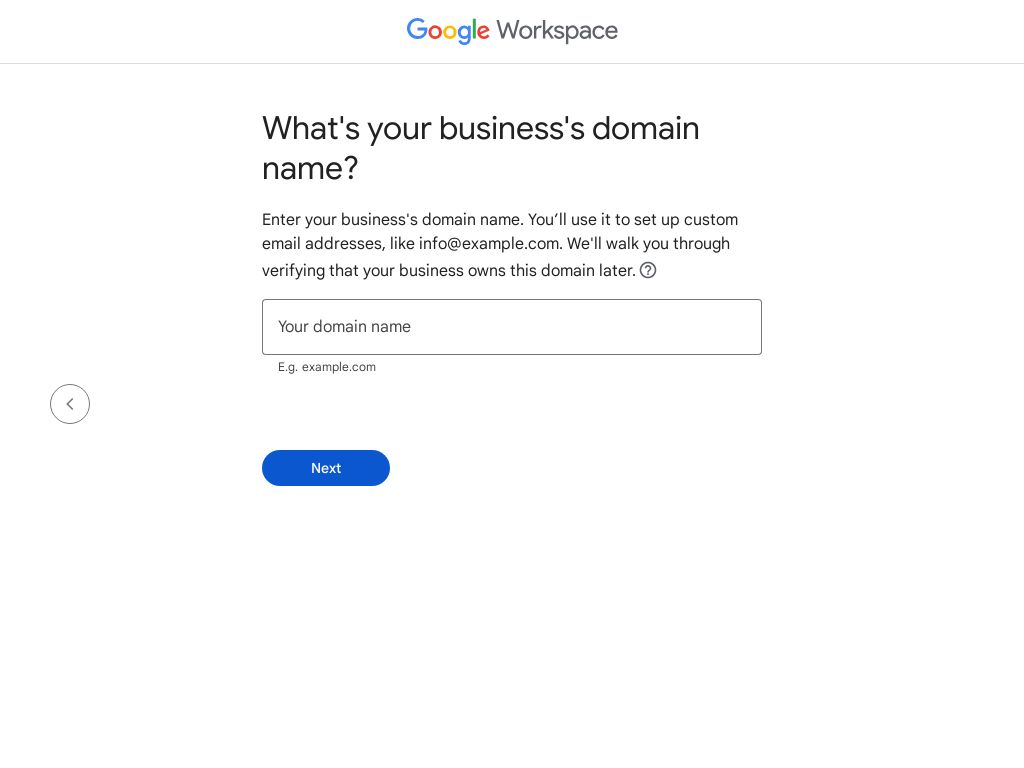 Google Workspace
What's your business's domain
name?
Enter your business's domain name. You’ll use it to set up custom
email addresses, like info@example.com. We'll walk you through
verifying that your business owns this domain later.
Your domain name
E.g. example.com
Next